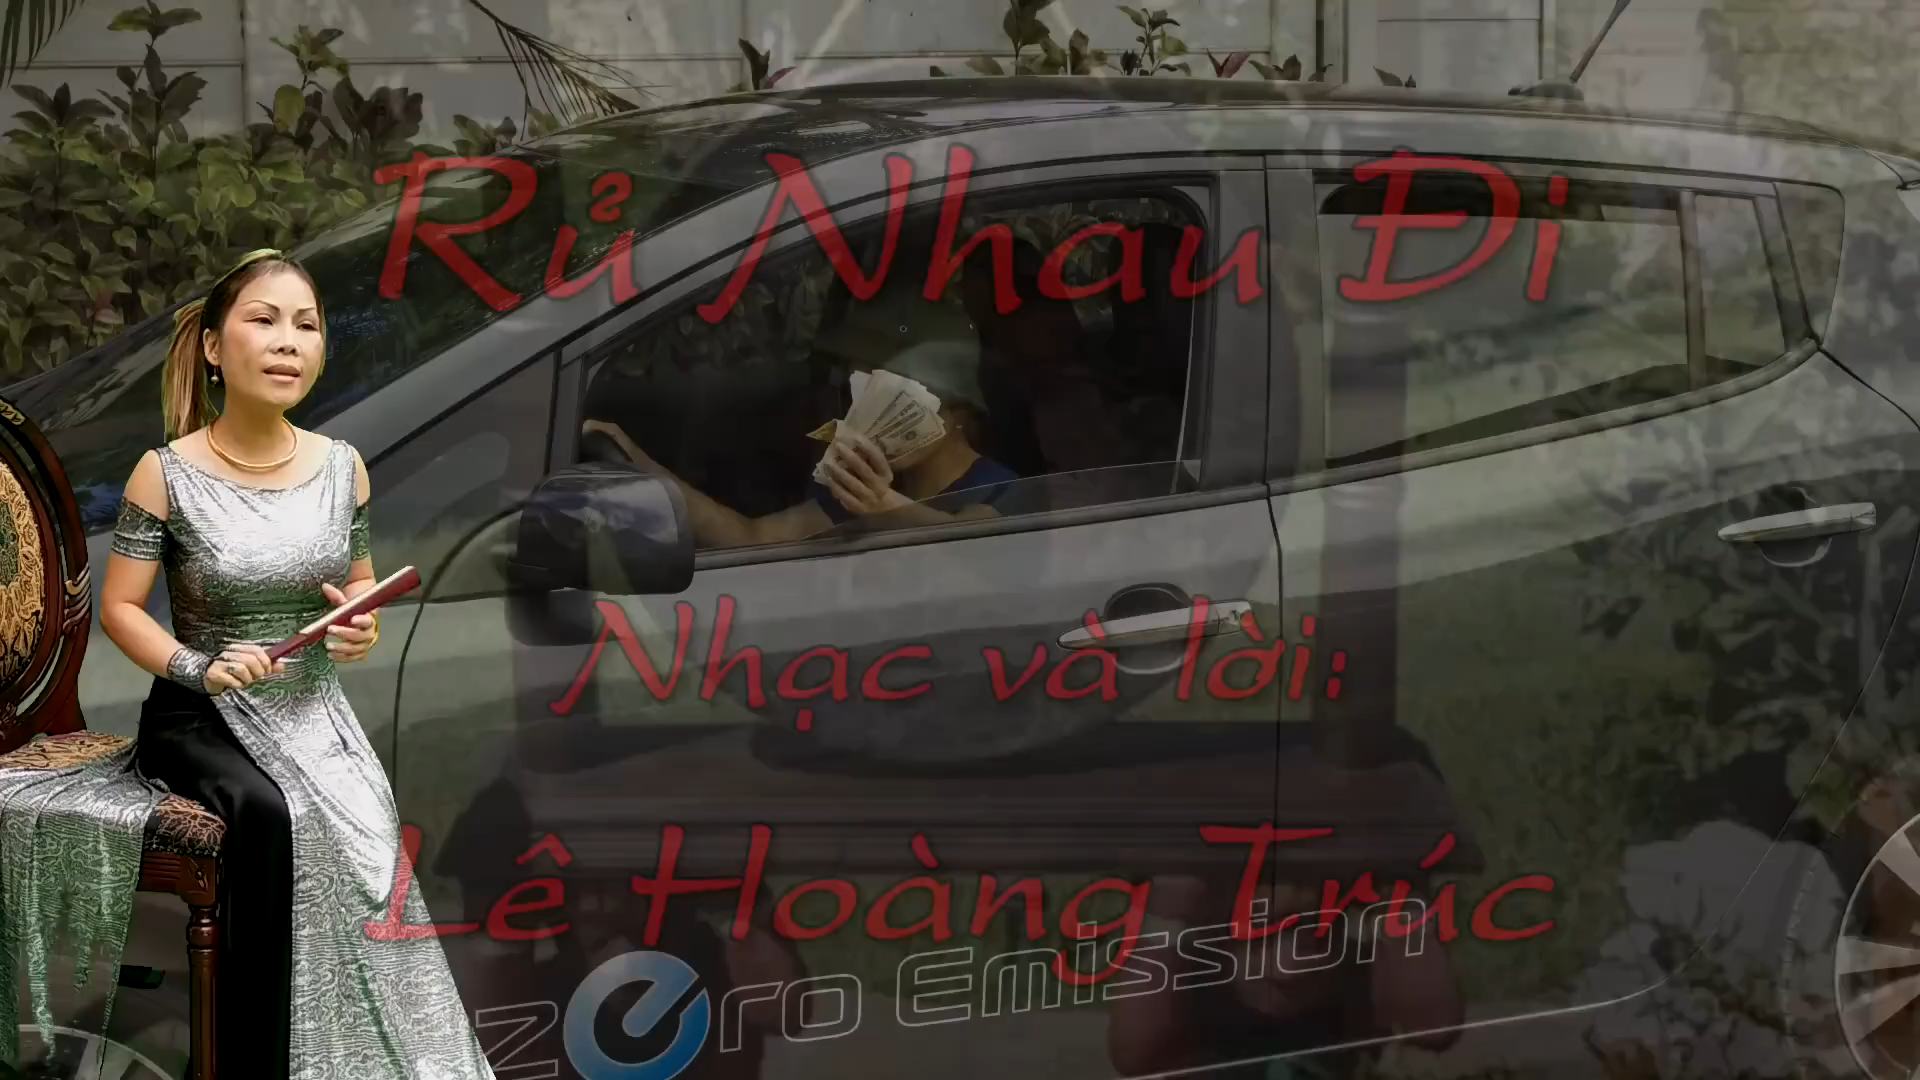 Rủ Nhau Đi
Nhạc và lời:
Lê Hoàng Trúc
zero Emission